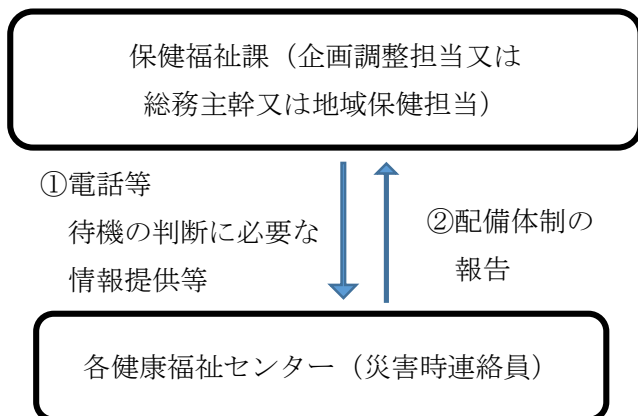 保健福祉課（企画調整担当又は
総務主幹又は地域保健担当）
①電話等
待機の判断に必要な
情報提供等
②配備体制の
報告
各健康福祉センター（災害時連絡員）